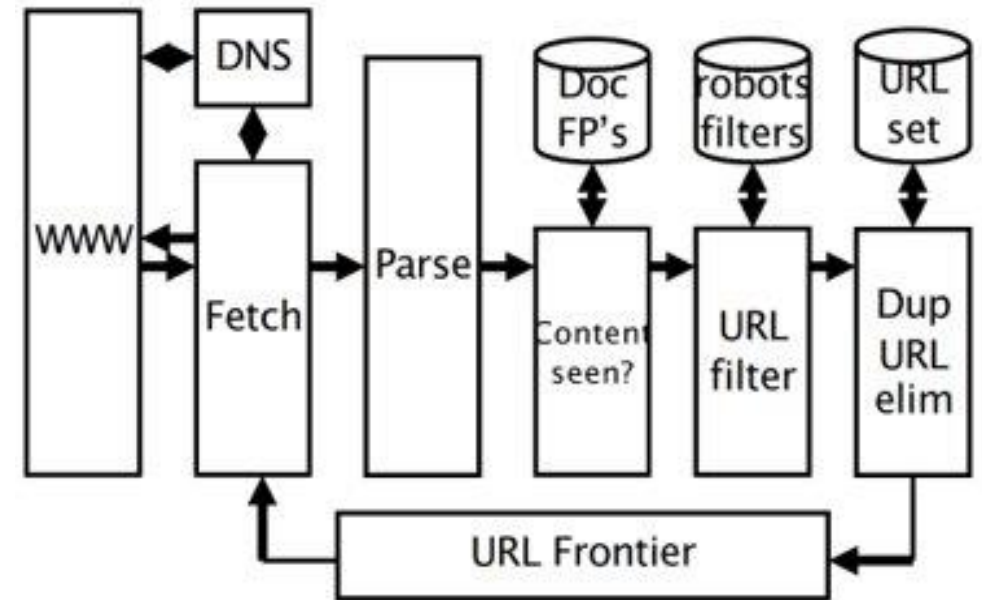 DNS
Doc
FP's
robots
filters
URL
set
WWW
Fetch
Parse
Content
seen?
URL
filter
Dup
URL
elim
URL Frontier